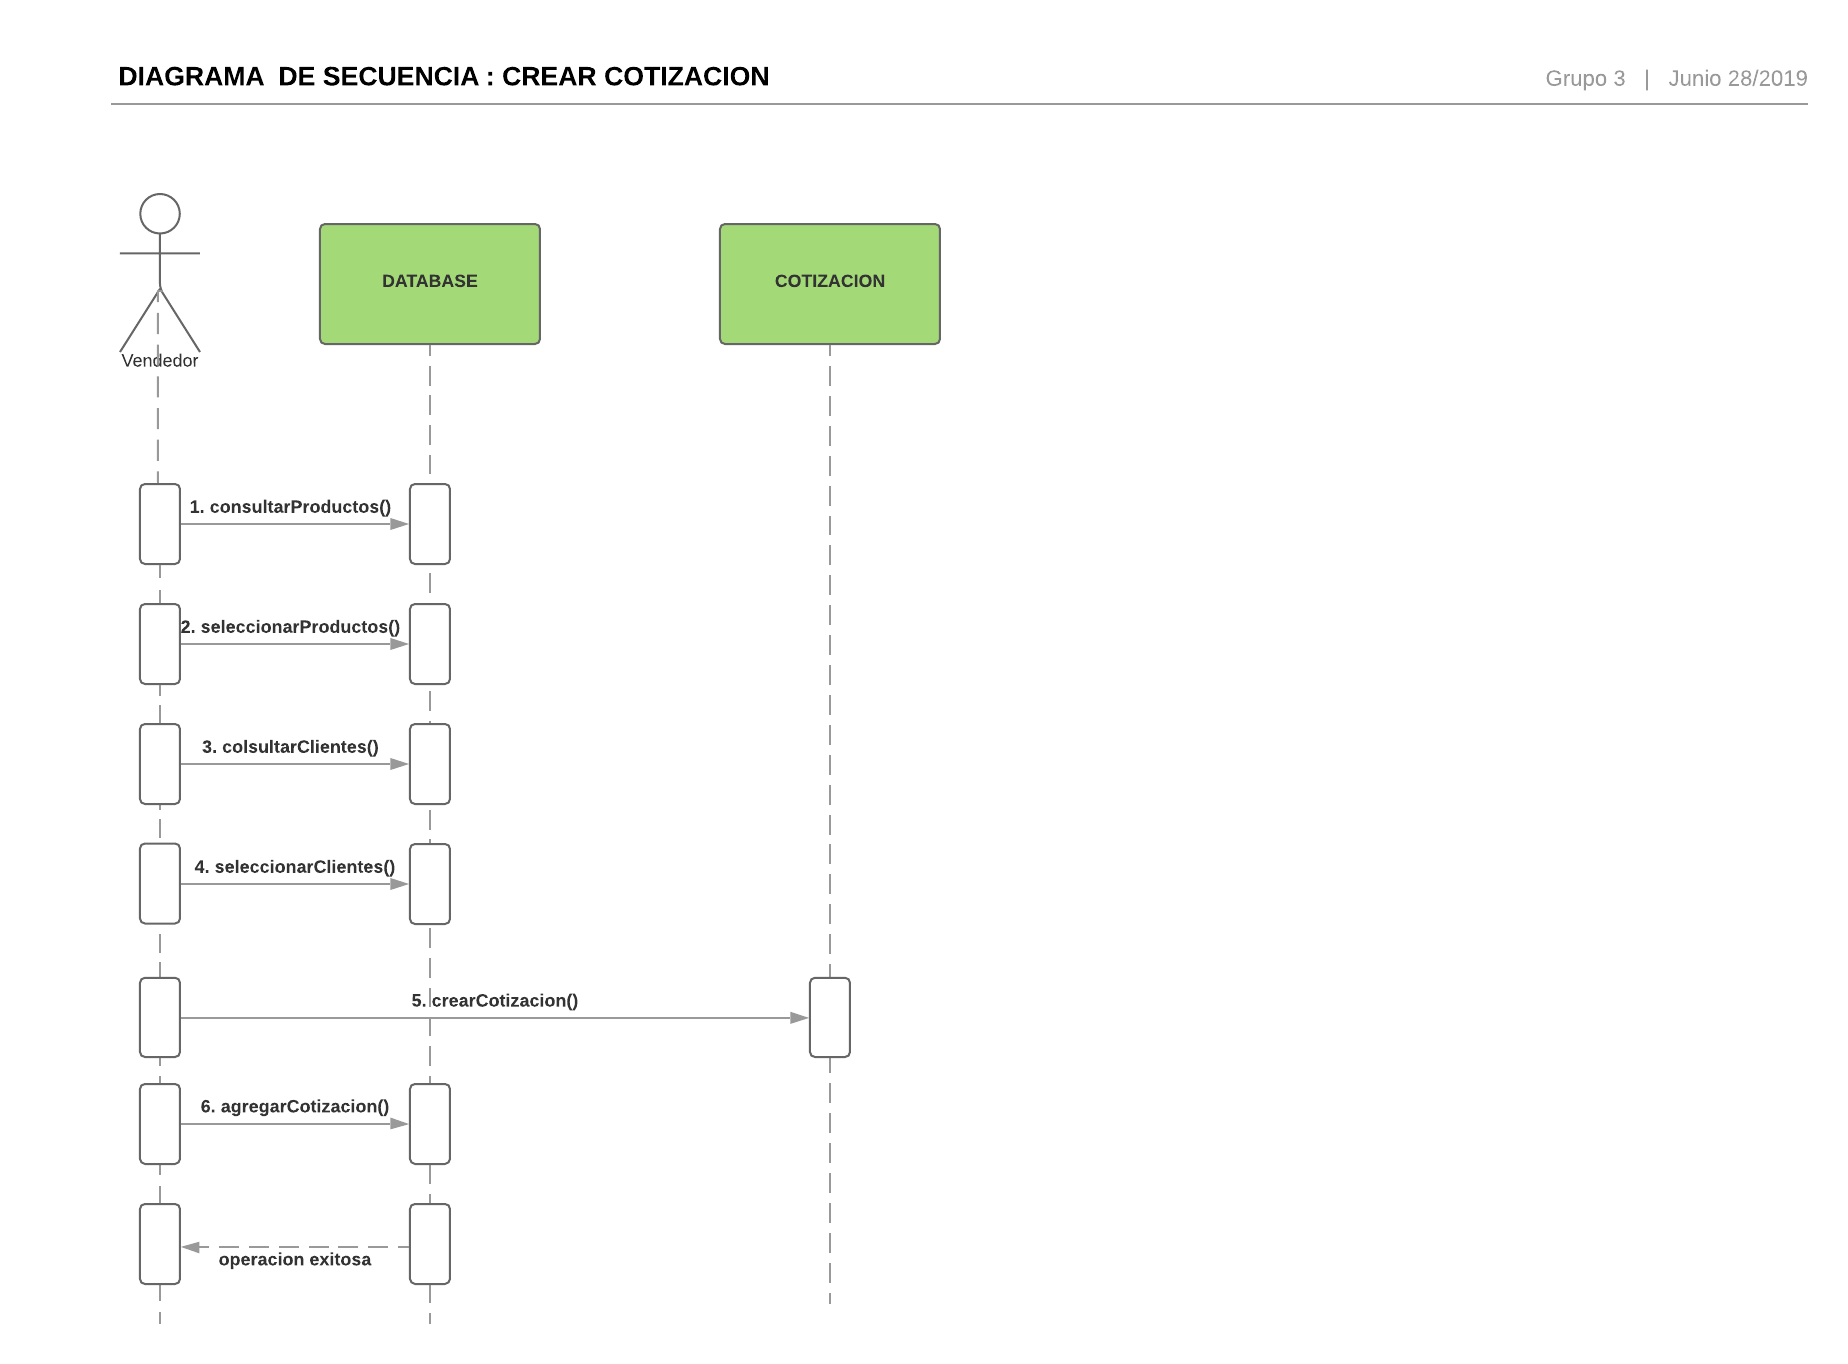 DIAGRAMA  DE SECUENCIA : CREAR COTIZACION
Grupo 3 | Junio 28/2019
DATABASE
COTIZACION
Vendedor
1. consultarProductos()
2. seleccionarProductos()
3. colsultarClientes()
4. seleccionarClientes()
5. crearCotizacion()
6. agregarCotizacion()
operacion exitosa